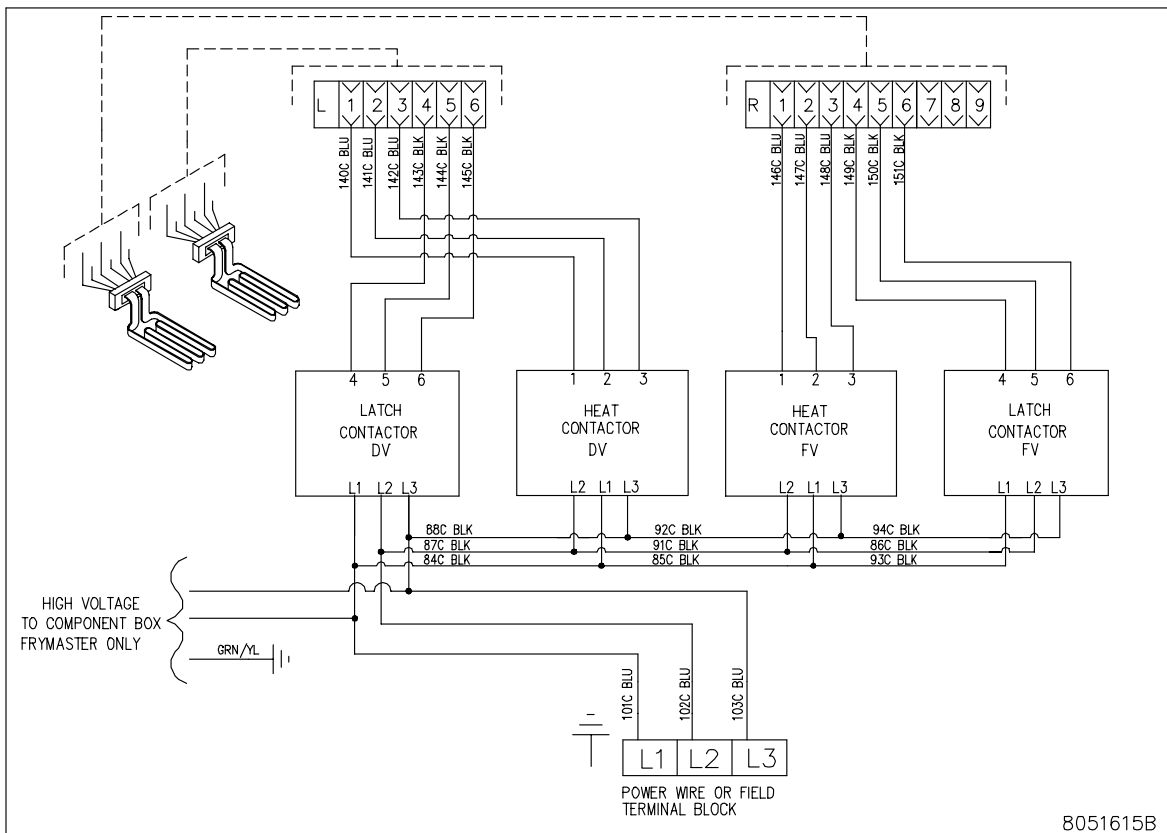 L 1 2 3 4 5 6
R 1 2 3 4 5 6 7 8 9
140C BLU
141C BLU
142C BLU
143C BLK
144C BLK
145C BLK
146C BLU
147C BLU
148C BLU
149C BLK
150C BLK
151C BLK
4 5 6
LATCH
CONTACTOR
DV
L1 L2 L3
1 2 3
HEAT
CONTACTOR
DV
L2 L1 L3
1 2 3
HEAT
CONTACTOR
FV
L2 L1 L3
4 5 6
LATCH
CONTACTOR
FV
L1 L2 L3
88C BLK 92C BLK 94C BLK
87C BLK 91C BLK 86C BLK
84C BLK 85C BLK 93C BLK
HIGH VOLTAGE
TO COMPONENT BOX
FRYMASTER ONLY
GRN/YL
101C BLU
102C BLU
103C BLU
L1 L2 L3
POWER WIRE OR FIELD
TERMINAL BLOCK
8051615B